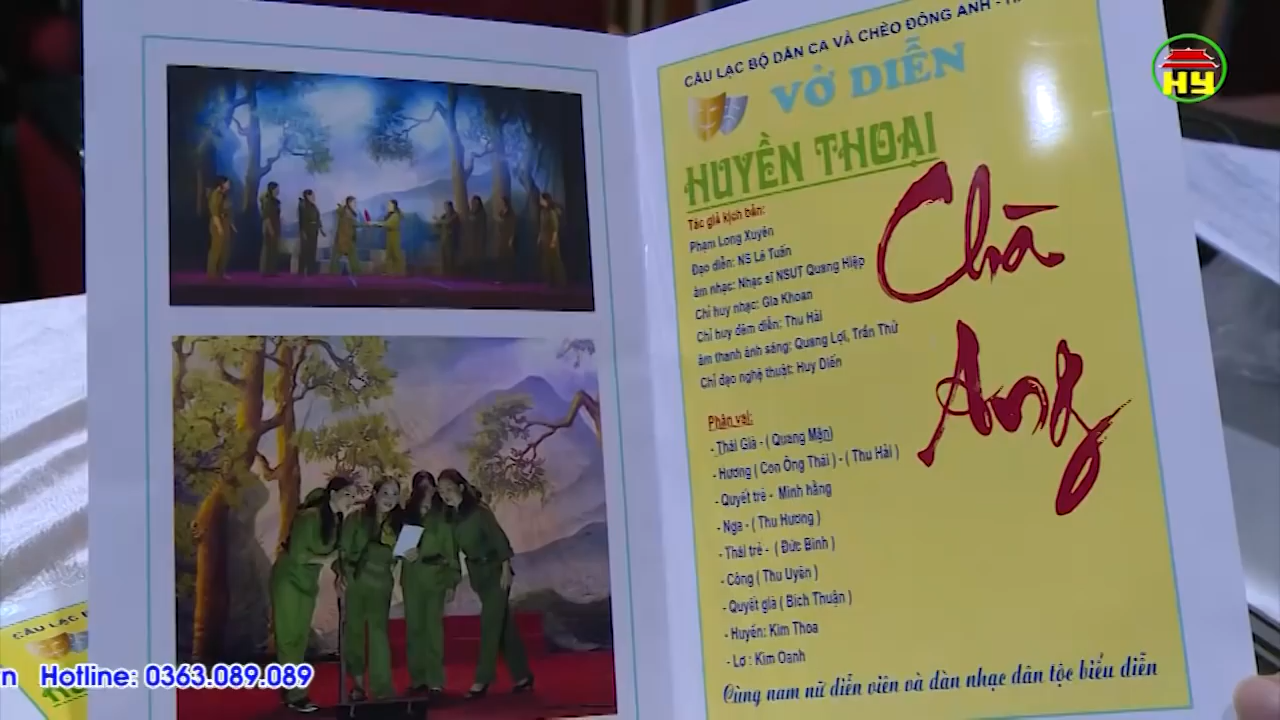 HY
CÂU LẠC BỘ DÂN CA VÀ CHÈO ĐÔNG ANH -
VỞ DIỄN
HUYỀN THOẠI
Chà
Ang
Tác giả kịch bản:
Phạm Long Xuyên
Đạo diễn: NS Lê Tuấn
âm nhạc: Nhạc sĩ NSUT Quang Hiệp
Chỉ huy nhạc: Gia Khoan
Chỉ huy đêm diễn: Thu Hải
âm thanh ánh sáng: Quang Lợi, Trần Thử
Chỉ đạo nghệ thuật: Huy Diễn
Phân vai:
- Thái Già - ( Quang Mận)
- Hương ( Con Ông Thái ) - ( Thu Hải )
- Quyết trẻ - Minh hằng
- Nga - ( Thu Hương )
- Thái trẻ - ( Đức Bình )
- Công ( Thu Uyên )
- Quyết già ( Bích Thuận )
- Huyền: Kim Thoa
- Lơ : Kim Oanh
Cùng nam nữ diễn viên và dàn nhạc dân tộc biểu diễn
CÂU LẠC
n Hotline: 0363.089.089